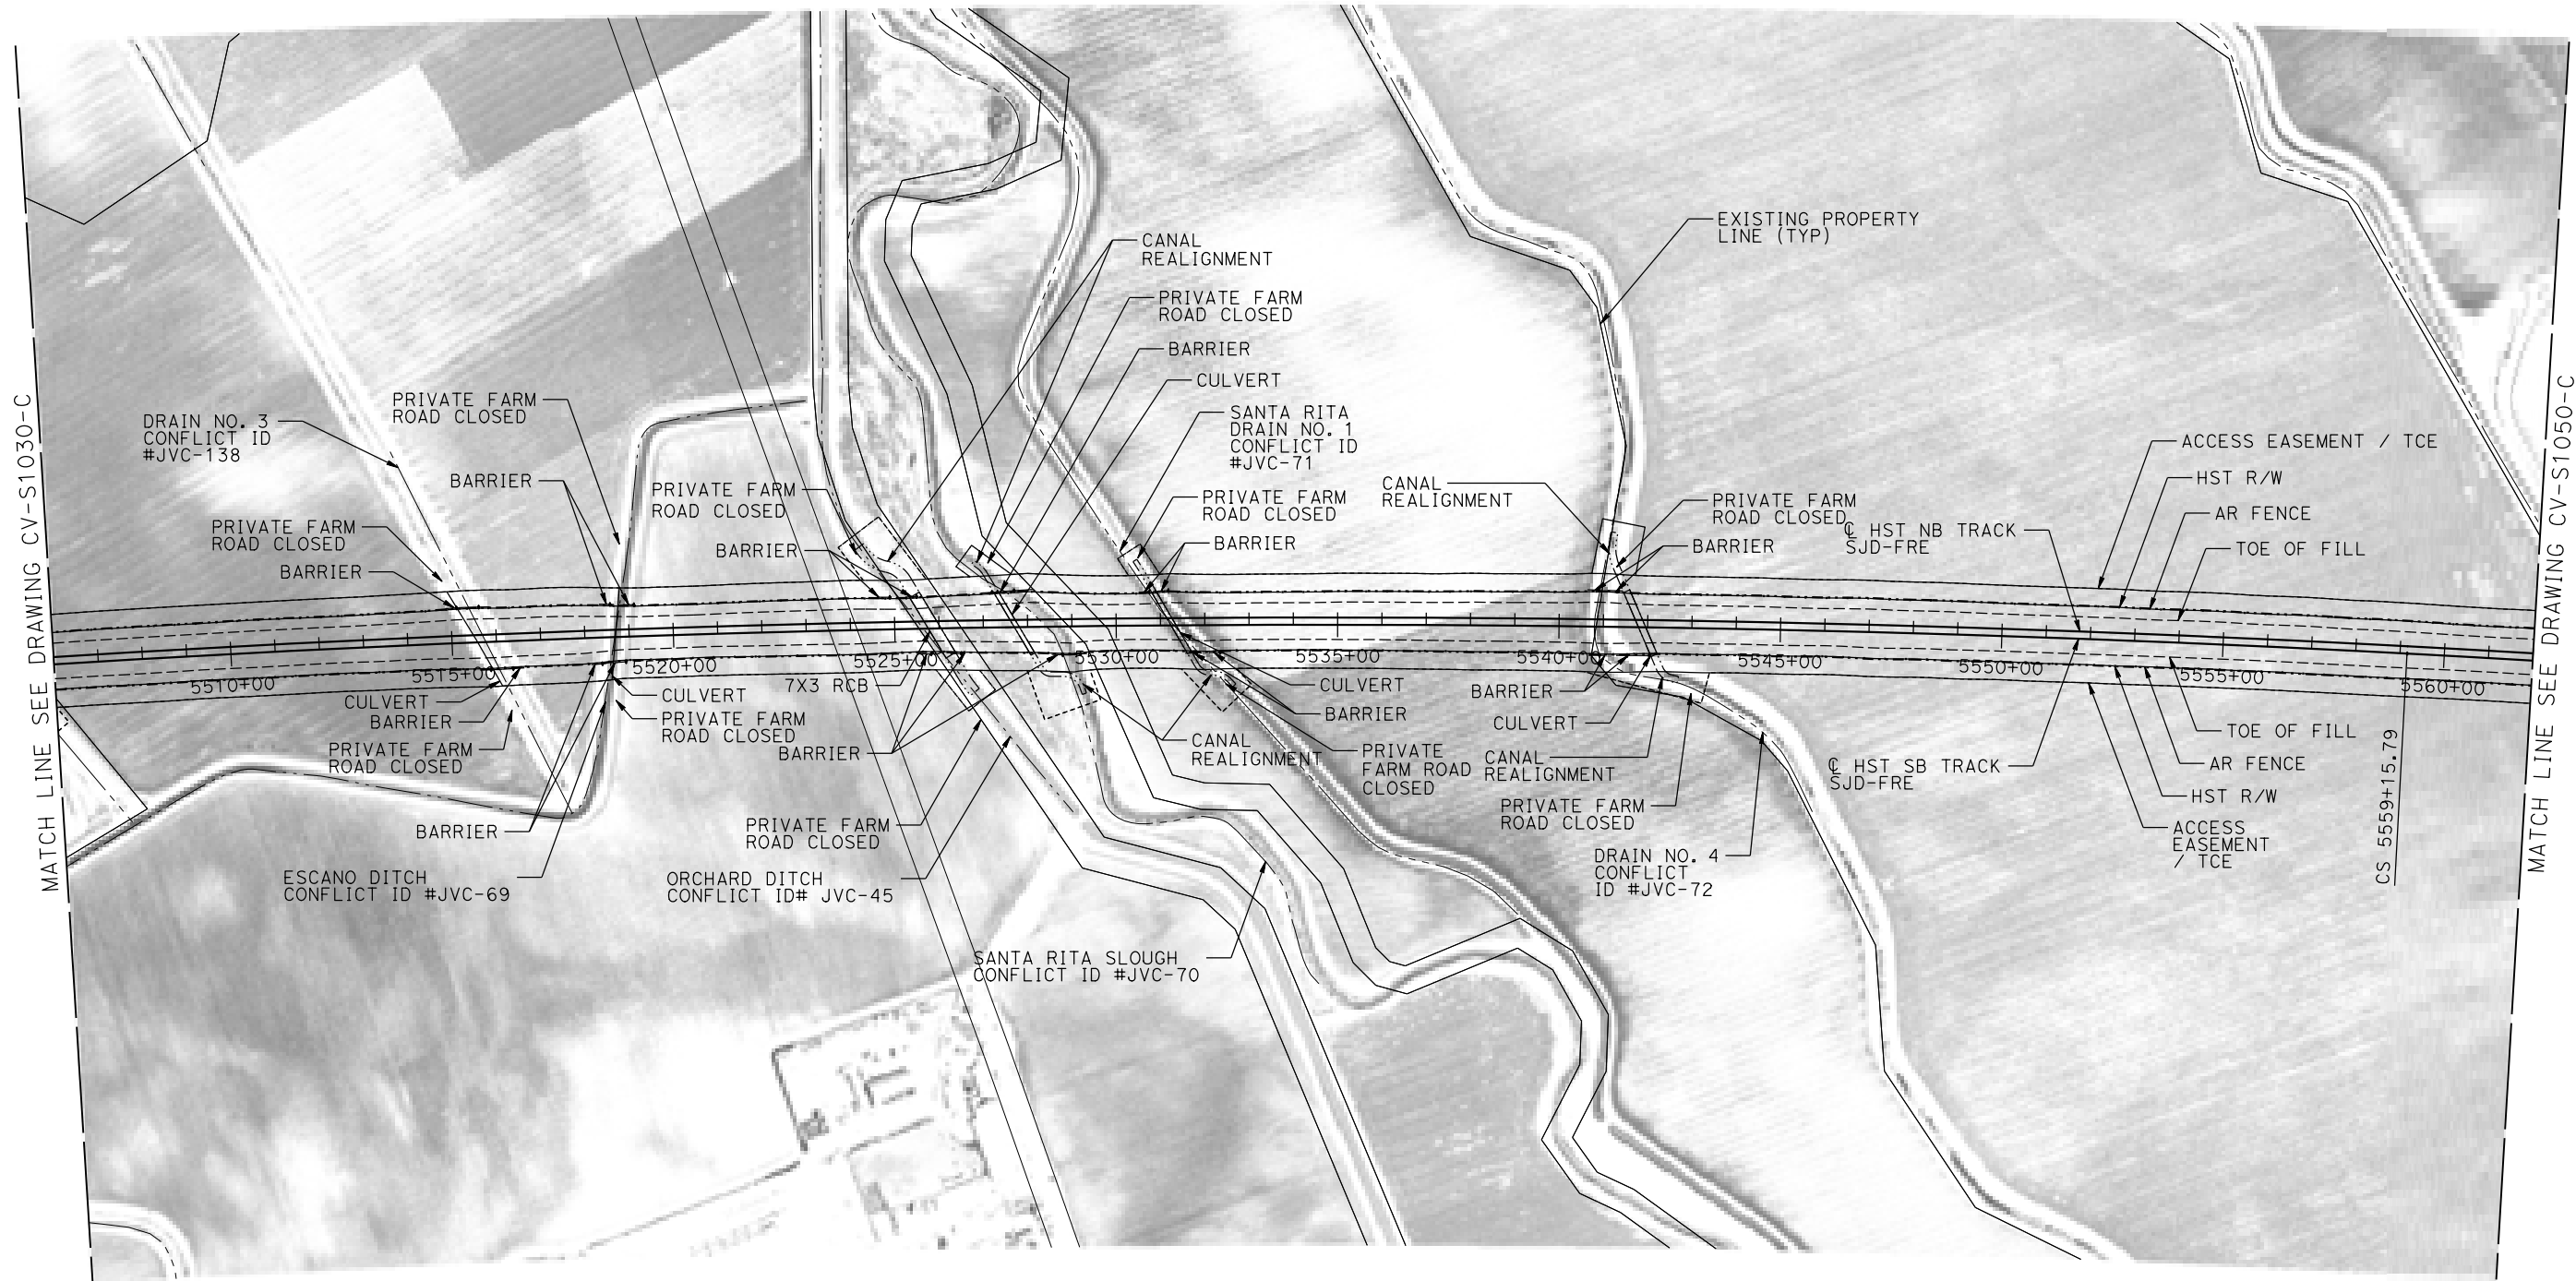 MATCH LINE SEE DRAWING CV-S1030-C
DRAIN NO. 3
CONFLICT ID
#JVC-138
PRIVATE FARM
ROAD CLOSED
BARRIER
PRIVATE FARM
ROAD CLOSED
BARRIER
PRIVATE FARM
ROAD CLOSED
BARRIER
CANAL
REALIGNMENT
PRIVATE FARM
ROAD CLOSED
BARRIER
CULVERT
SANTA RITA
DRAIN NO. 1
CONFLICT ID
#JVC-71
PRIVATE FARM
ROAD CLOSED
BARRIER
CANAL
REALIGNMENT
EXISTING PROPERTY
LINE (TYP)
PRIVATE FARM
ROAD CLOSED
BARRIER
℄ HST NB TRACK
SJD-FRE
ACCESS EASEMENT / TCE
HST R/W
AR FENCE
TOE OF FILL
5510+00
5515+00
5520+00
5525+00
5530+00
5535+00
5540+00
5545+00
5550+00
5555+00
5560+00
CULVERT
BARRIER
PRIVATE FARM
ROAD CLOSED
BARRIER
ESCANO DITCH
CONFLICT ID #JVC-69
CULVERT
PRIVATE FARM
ROAD CLOSED
7X3 RCB
BARRIER
PRIVATE FARM
ROAD CLOSED
ORCHARD DITCH
CONFLICT ID# JVC-45
SANTA RITA SLOUGH
CONFLICT ID #JVC-70
CANAL
REALIGNMENT
CULVERT
BARRIER
PRIVATE
FARM ROAD
CLOSED
BARRIER
CULVERT
CANAL
REALIGNMENT
PRIVATE FARM
ROAD CLOSED
DRAIN NO. 4
CONFLICT
ID #JVC-72
℄ HST SB TRACK
SJD-FRE
TOE OF FILL
AR FENCE
HST R/W
ACCESS
EASEMENT
/ TCE
CS 5559+15.79
MATCH LINE SEE DRAWING CV-S1050-C